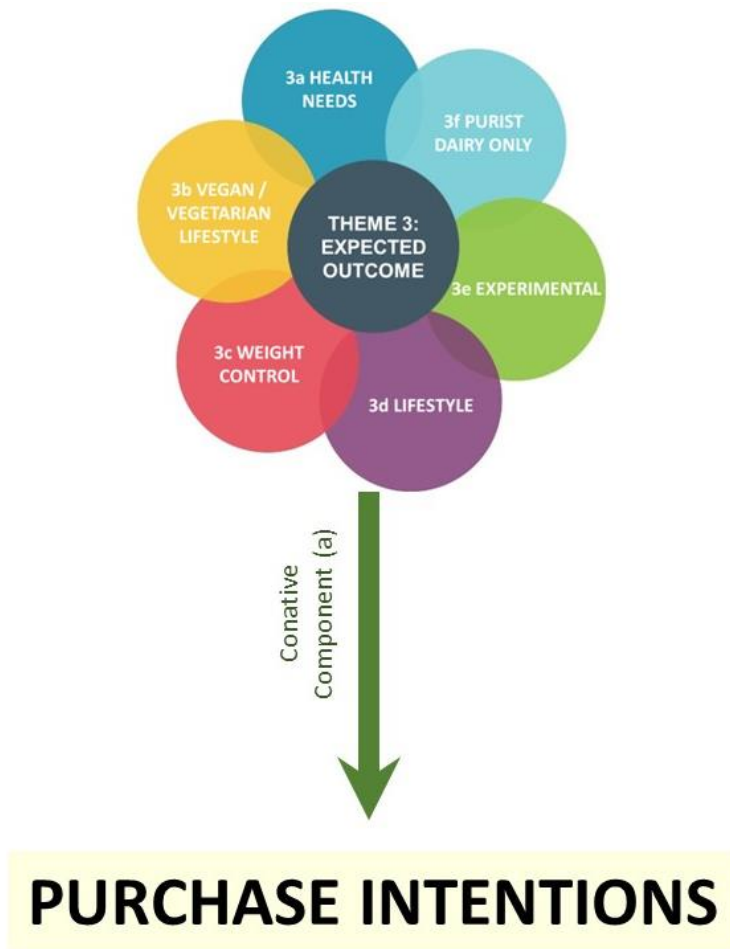 3a HEALTH
NEEDS
3f PURIST
DAIRY ONLY
3b VEGAN /
VEGETARIAN
LIFESTYLE
THEME 3:
EXPECTED
OUTCOME
3e EXPERIMENTAL
3c WEIGHT
CONTROL
3d LIFESTYLE
Conative
Component (a)
PURCHASE INTENTIONS